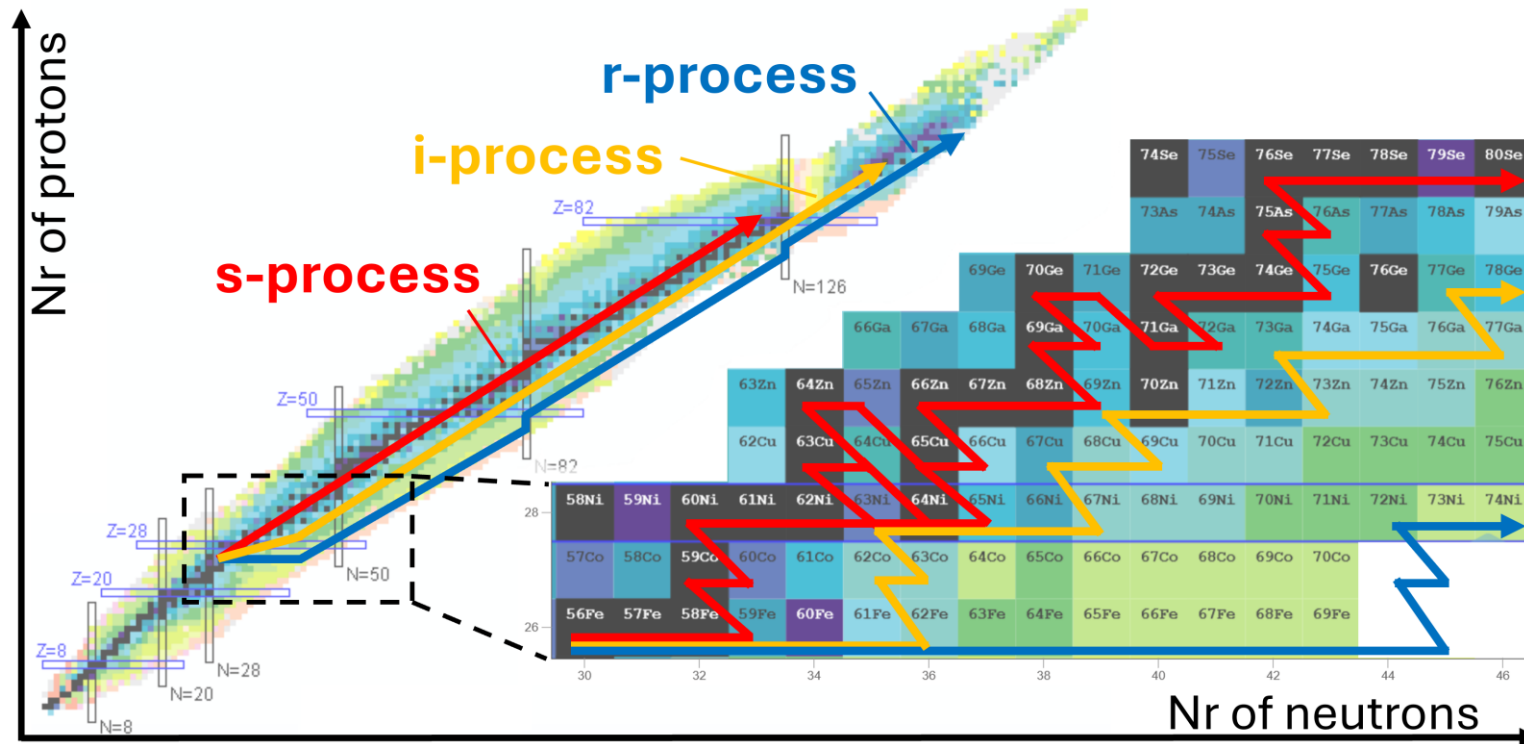 Nr of protons
r-process
i-process
s-process
Z=82
N=126
Z=50
N=82
Z=28
N=50
Z=20
N=28
Z=8
N=20
N=8
74Se 75Se 76Se 77Se 78Se 79Se 80Se
73As 74As 75As 76As 77As 78As 79As
69Ge 70Ge 71Ge 72Ge 73Ge 74Ge 75Ge 76Ge 77Ge 78Ge
66Ga 67Ga 68Ga 69Ga 70Ga 71Ga 72Ga 73Ga 74Ga 75Ga 76Ga 77Ga
63Zn 64Zn 65Zn 66Zn 67Zn 68Zn 69Zn 70Zn 71Zn 72Zn 73Zn 74Zn 75Zn 76Zn
62Cu 63Cu 64Cu 65Cu 66Cu 67Cu 68Cu 69Cu 70Cu 71Cu 72Cu 73Cu 74Cu 75Cu
28 58Ni 59Ni 60Ni 61Ni 62Ni 63Ni 64Ni 65Ni 66Ni 67Ni 68Ni 69Ni 70Ni 71Ni 72Ni 73Ni 74Ni
57Co 58Co 59Co 60Co 61Co 62Co 63Co 64Co 65Co 66Co 67Co 68Co 69Co 70Co
26 56Fe 57Fe 58Fe 59Fe 60Fe 61Fe 62Fe 63Fe 64Fe 65Fe 66Fe 67Fe 68Fe 69Fe
30 32 34 36 38 40 42 44 46
Nr of neutrons